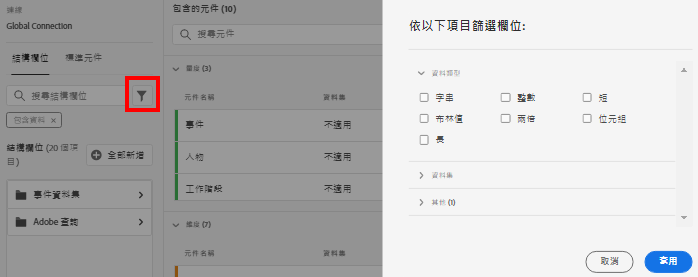 連線
Global Connection
結構欄位 標準元件
搜尋結構欄位
包含資料 ×
結構欄位 (20 個項目)
全部新增
事件資料集
Adobe 查詢
包含的元件 (10)
搜尋元件
量度 (3)
元件名稱 資料集
事件 不適用
人物 不適用
工作階段 不適用
維度 (7)
元件名稱 資料集
依以下項目篩選欄位:
資料類型
字串 整數 短
布林值 兩倍 位元組
長
資料集
其他 (1)
取消 套用